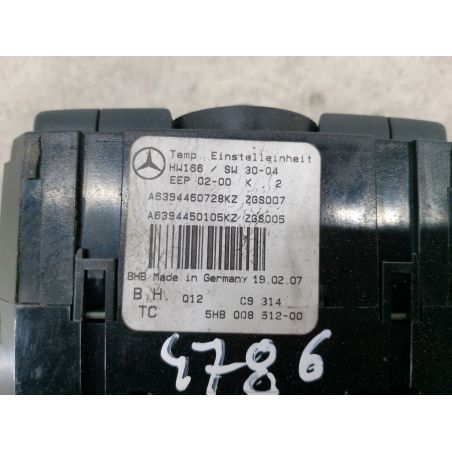 Temp. Einstelleinheit
HW166 / SW 30-04
EEP 02-00 K 2
A6394460728KZ ZGS007
A6394450105KZ ZGS005
BHB Made in Germany 19.02.07
B.H. Q12 C9 314
TC 5HB 008 512-00
4786